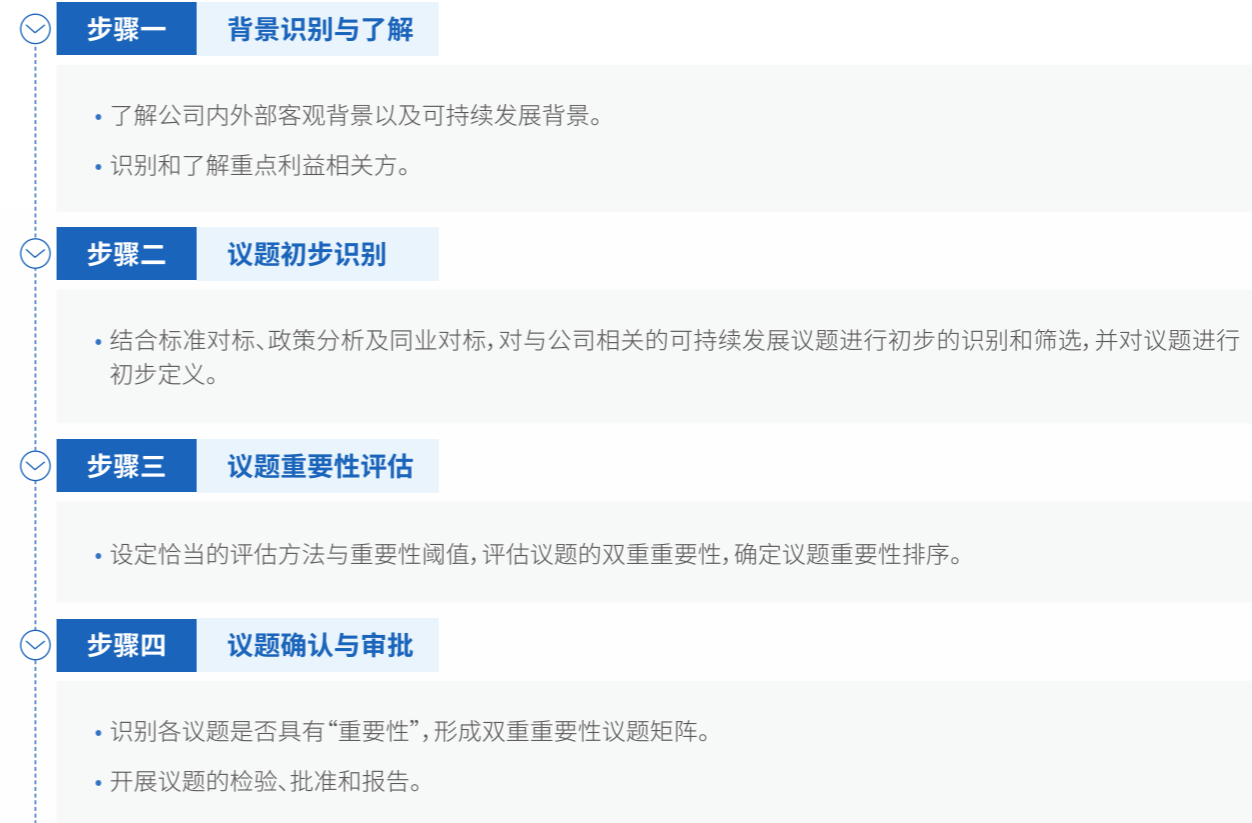 步骤一 背景识别与了解
• 了解公司内外部客观背景以及可持续发展背景。
• 识别和了解重点利益相关方。
步骤二 议题初步识别
• 结合标准对标、政策分析及同业对标，对与公司相关的可持续发展议题进行初步的识别和筛选，并对议题进行
初步定义。
步骤三 议题重要性评估
• 设定恰当的评估方法与重要性阈值，评估议题的双重重要性，确定议题重要性排序。
步骤四 议题确认与审批
• 识别各议题是否具有“重要性”，形成双重重要性议题矩阵。
• 开展议题的检验、批准和报告。